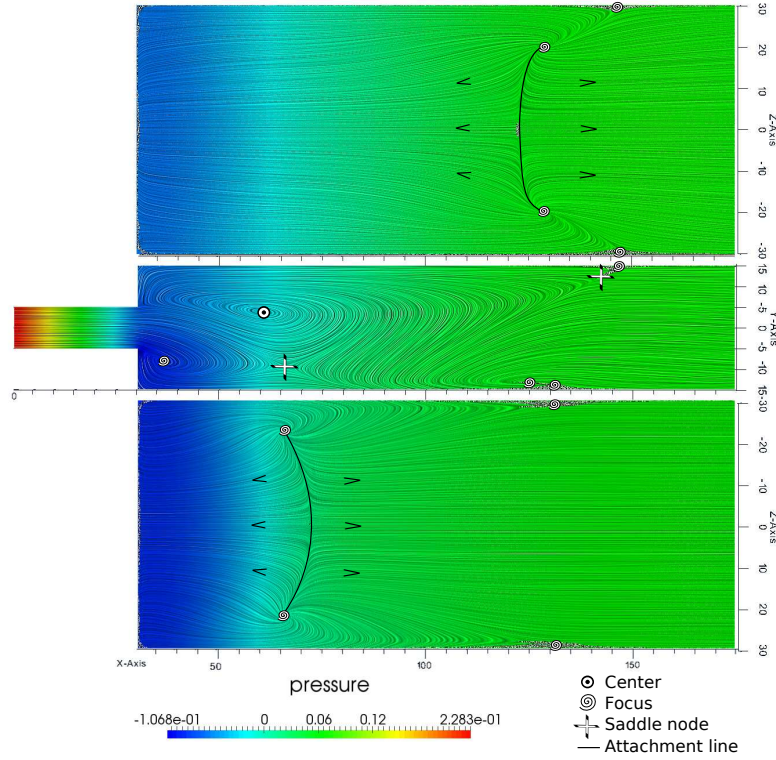 30
20
10
0
-10
-20
-30
Z-Axis
15
10
-5
0
-5
-10
15
Y-Axis
0
-30
-20
-10
0
10
20
30
Z-Axis
X-Axis 50 100 150
pressure
-1.068e-01 0 0.06 0.12 2.283e-01
Center
Focus
Saddle node
Attachment line